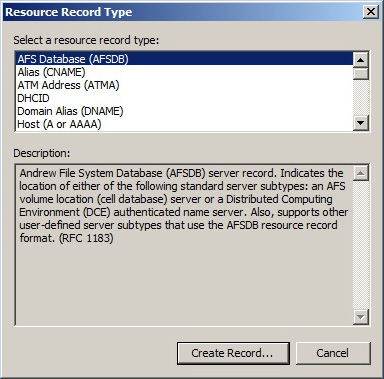 Resource Record Type
Select a resource record type:
AFS Database (AFSDB)
Alias (CNAME)
ATM Address (ATMA)
DHCID
Domain Alias (DNAME)
Host (A or AAAA)
Description:
Andrew File System Database (AFSDB) server record. Indicates the
location of either of the following standard server subtypes: an AFS
volume location (cell database) server or a Distributed Computing
Environment (DCE) authenticated name server. Also, supports other
user-defined server subtypes that use the AFSDB resource record
format. (RFC 1183)
Create Record...
Cancel